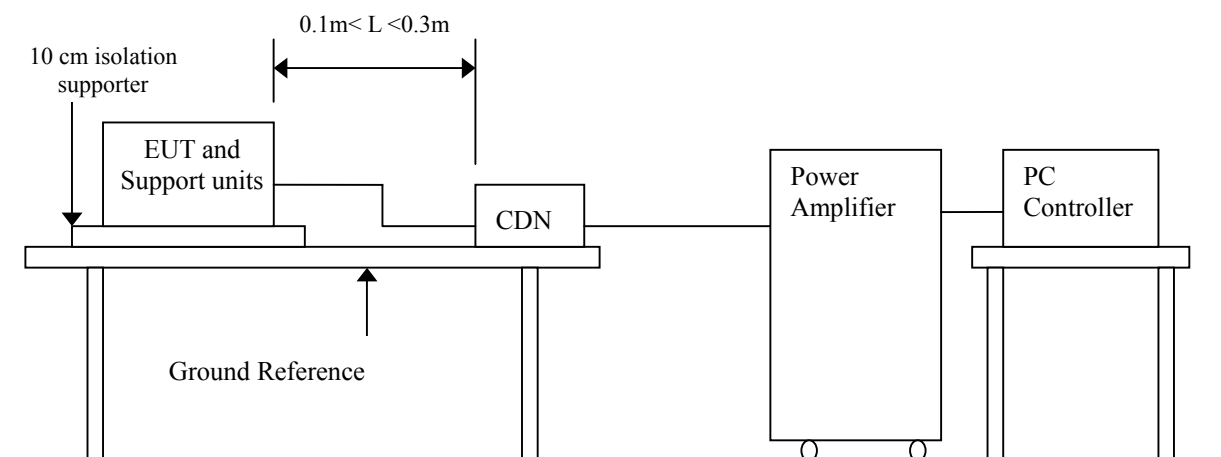 0.1m< L <0.3m
10 cm isolation
supporter
EUT and
Support units
CDN
Power
Amplifier
PC
Controller
Ground Reference